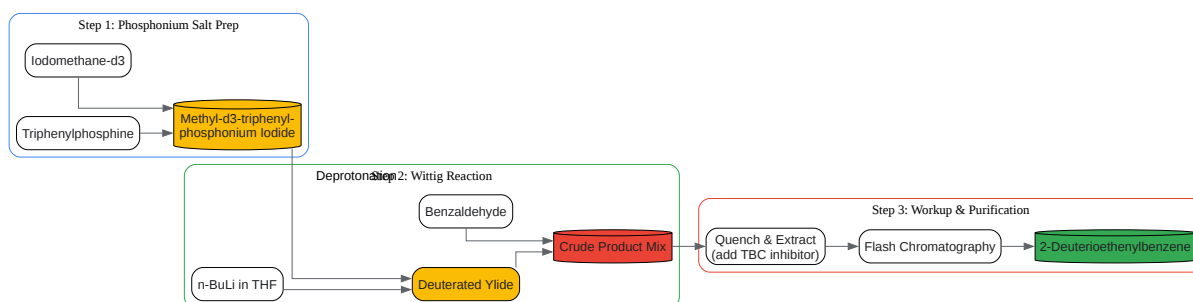 Step 1: Phosphonium Salt Prep
Iodomethane-d3
Triphenylphosphine
Methyl-d3-triphenyl-
phosphonium Iodide
Deprotonation
Step 2: Wittig Reaction
Benzaldehyde
n-BuLi in THF
Deuterated Ylide
Crude Product Mix
Step 3: Workup & Purification
Quench & Extract
(add TBC inhibitor)
Flash Chromatography
2-Deuterioethenylbenzene